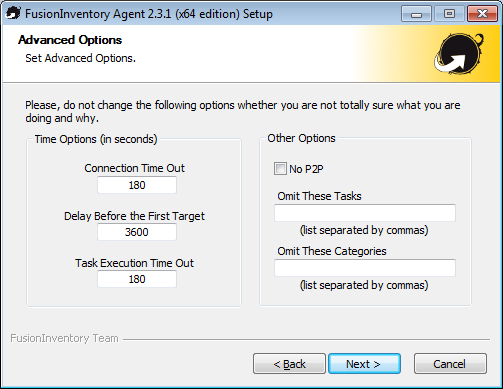 FusionInventory Agent 2.3.1 (x64 edition) Setup
Advanced Options
Set Advanced Options.
Please, do not change the following options whether you are not totally sure what you are
doing and why.
Time Options (in seconds)
Connection Time Out
180
Delay Before the First Target
3600
Task Execution Time Out
180
Other Options
No P2P
Omit These Tasks
(list separated by commas)
Omit These Categories
(list separated by commas)
FusionInventory Team
< Back
Next >
Cancel